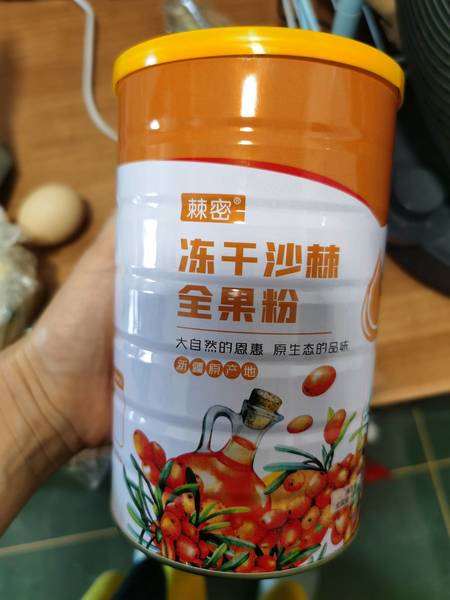 棘密®
冻干沙棘
全果粉
大自然的恩惠 原生态的品味
新疆原产地